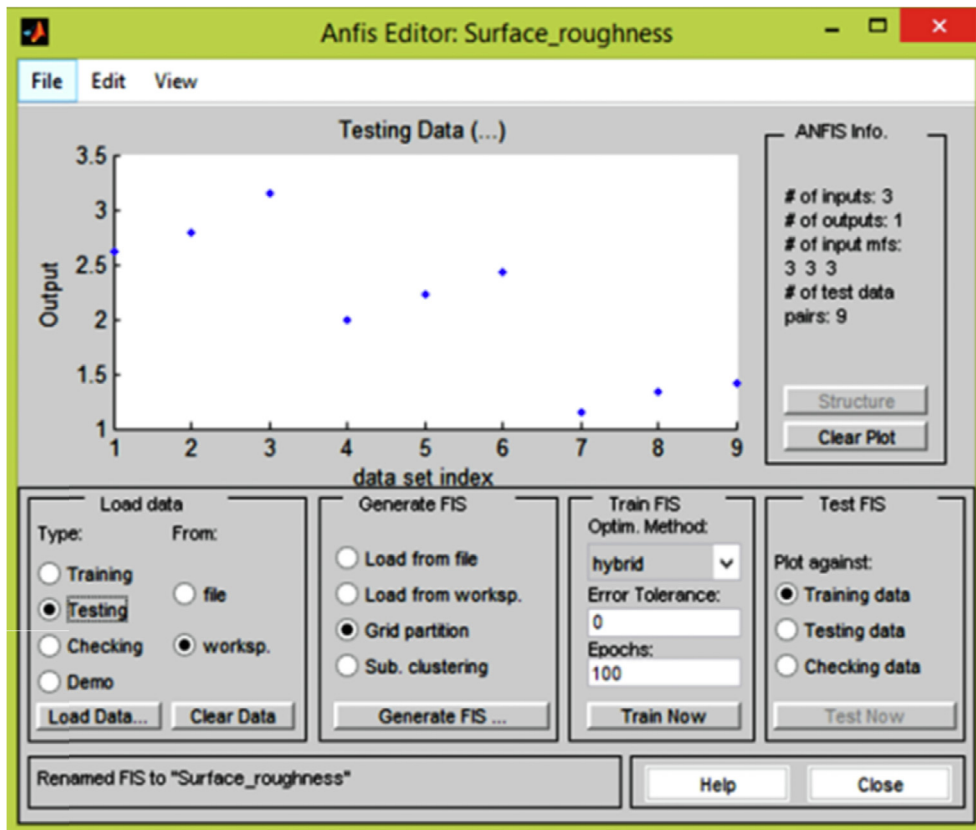 Anfis Editor: Surface_roughness
File Edit View
Testing Data (...)
3.5
3
2.5
2
1.5
1
Output
1 2 3 4 5 6 7 8 9
data set index
ANFIS Info.
# of inputs: 3
# of outputs: 1
# of input mfs:
3 3 3
# of test data
pairs: 9
Structure
Clear Plot
Load data
Type: From:
Training
Testing
Checking
Demo
file
worksp.
Load Data... Clear Data
Generate FIS
Load from file
Load from worksp.
Grid partition
Sub. clustering
Generate FIS ...
Train FIS
Optim. Method:
hybrid
Error Tolerance:
0
Epochs:
100
Train Now
Test FIS
Plot against:
Training data
Testing data
Checking data
Test Now
Renamed FIS to "Surface_roughness"
Help Close